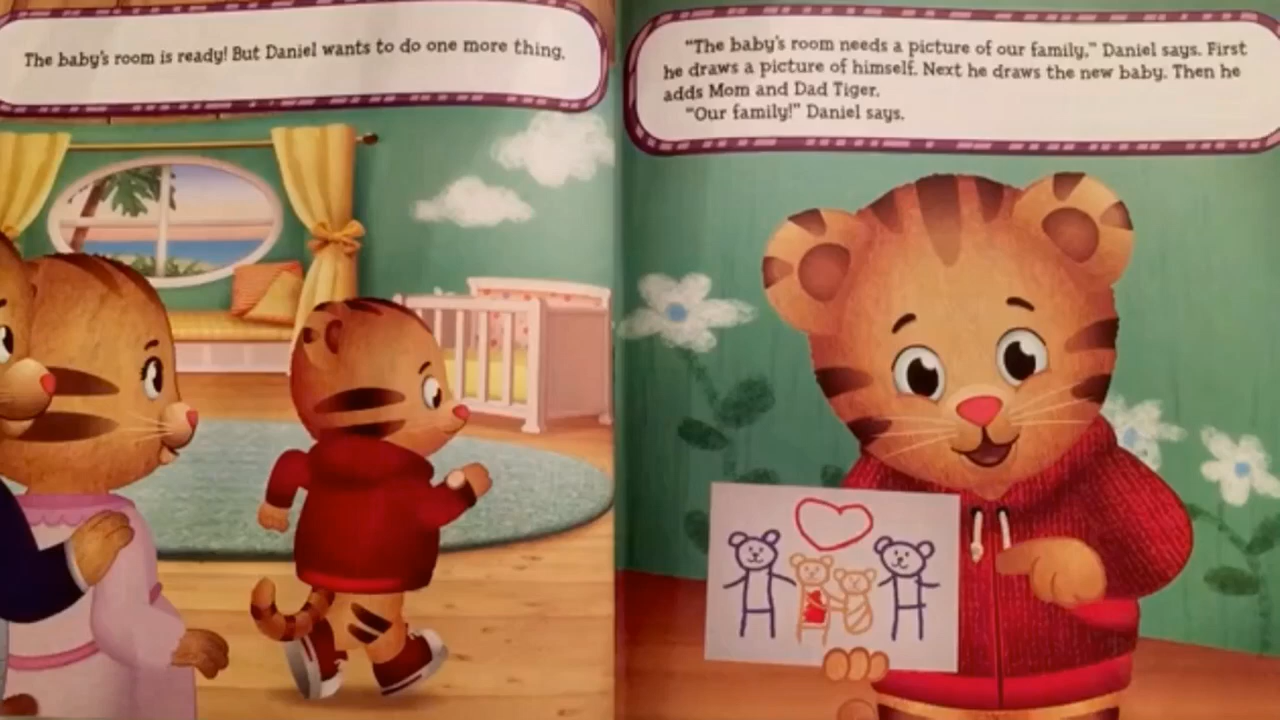 The baby's room is ready! But Daniel wants to do one more thing.
"The baby's room needs a picture of our family," Daniel says. First
he draws a picture of himself. Next he draws the new baby. Then he
adds Mom and Dad Tiger.
"Our family!" Daniel says.